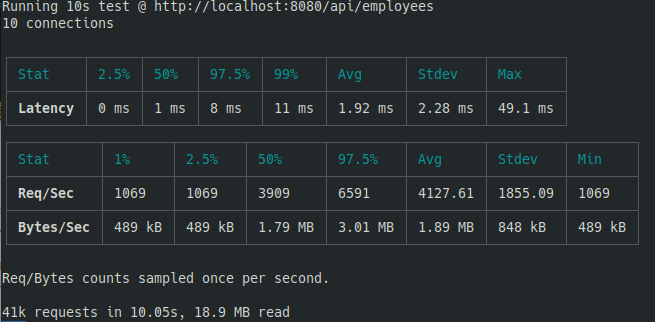 Running 10s test @ http://localhost:8080/api/employees
10 connections
Stat 2.5% 50% 97.5% 99% Avg Stdev Max
Latency 0 ms 1 ms 8 ms 11 ms 1.92 ms 2.28 ms 49.1 ms
Stat 1% 2.5% 50% 97.5% Avg Stdev Min
Req/Sec 1069 1069 3909 6591 4127.61 1855.09 1069
Bytes/Sec 489 kB 489 kB 1.79 MB 3.01 MB 1.89 MB 848 kB 489 kB
Req/Bytes counts sampled once per second.
41k requests in 10.05s, 18.9 MB read